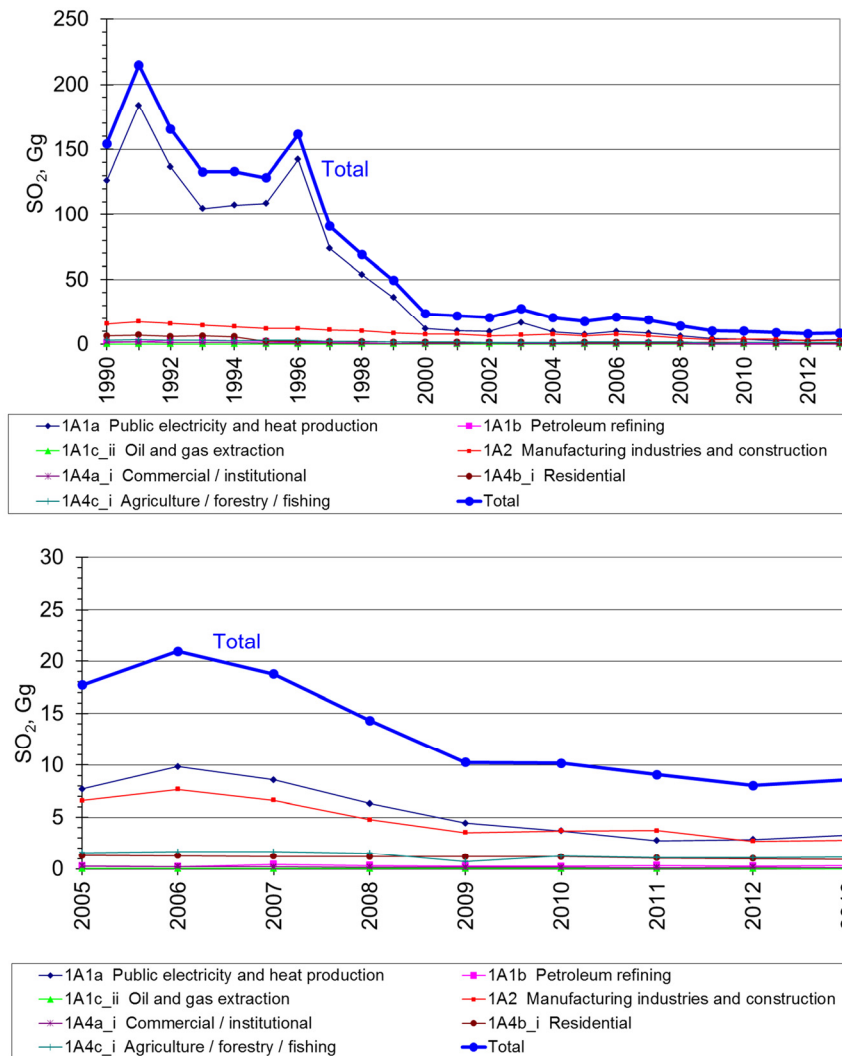 250
200
150
100
50
0
SO2, Gg
Total
1990
1992
1994
1996
1998
2000
2002
2004
2006
2008
2010
2012
1A1a Public electricity and heat production
1A1b Petroleum refining
1A1c_ii Oil and gas extraction
1A2 Manufacturing industries and construction
1A4a_i Commercial / institutional
1A4b_i Residential
1A4c_i Agriculture / forestry / fishing
Total
30
25
20
15
10
5
0
SO2, Gg
Total
2005
2006
2007
2008
2009
2010
2011
2012
1A1a Public electricity and heat production
1A1b Petroleum refining
1A1c_ii Oil and gas extraction
1A2 Manufacturing industries and construction
1A4a_i Commercial / institutional
1A4b_i Residential
1A4c_i Agriculture / forestry / fishing
Total